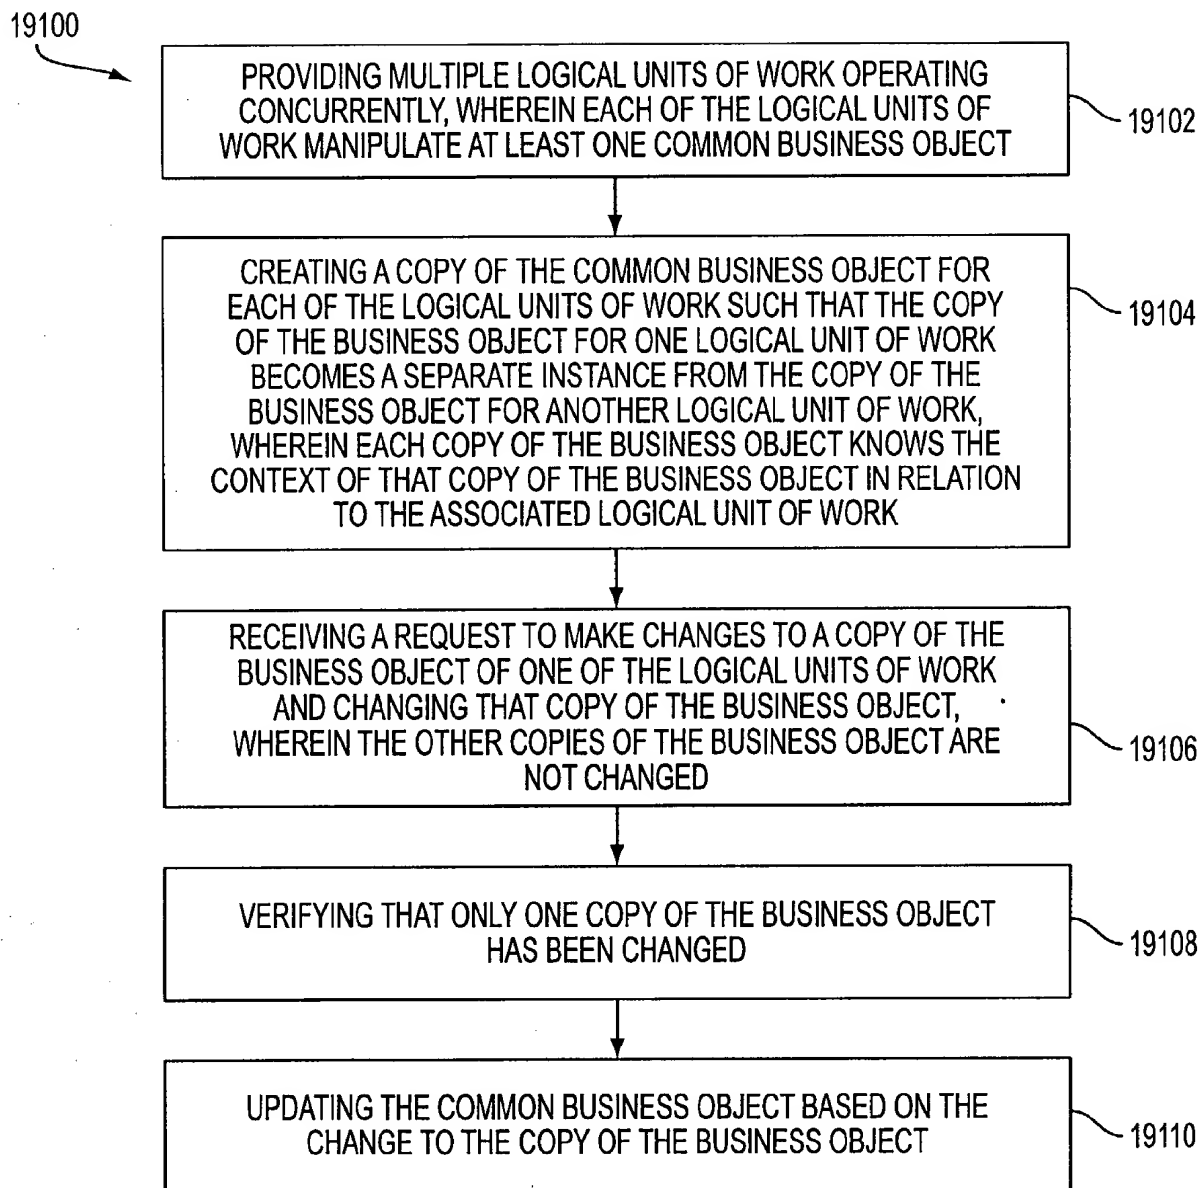 19100
PROVIDING MULTIPLE LOGICAL UNITS OF WORK OPERATING
CONCURRENTLY, WHEREIN EACH OF THE LOGICAL UNITS OF
WORK MANIPULATE AT LEAST ONE COMMON BUSINESS OBJECT
19102
CREATING A COPY OF THE COMMON BUSINESS OBJECT FOR
EACH OF THE LOGICAL UNITS OF WORK SUCH THAT THE COPY
OF THE BUSINESS OBJECT FOR ONE LOGICAL UNIT OF WORK
BECOMES A SEPARATE INSTANCE FROM THE COPY OF THE
BUSINESS OBJECT FOR ANOTHER LOGICAL UNIT OF WORK,
WHEREIN EACH COPY OF THE BUSINESS OBJECT KNOWS THE
CONTEXT OF THAT COPY OF THE BUSINESS OBJECT IN RELATION
TO THE ASSOCIATED LOGICAL UNIT OF WORK
19104
RECEIVING A REQUEST TO MAKE CHANGES TO A COPY OF THE
BUSINESS OBJECT OF ONE OF THE LOGICAL UNITS OF WORK
AND CHANGING THAT COPY OF THE BUSINESS OBJECT,
WHEREIN THE OTHER COPIES OF THE BUSINESS OBJECT ARE
NOT CHANGED
19106
VERIFYING THAT ONLY ONE COPY OF THE BUSINESS OBJECT
HAS BEEN CHANGED
19108
UPDATING THE COMMON BUSINESS OBJECT BASED ON THE
CHANGE TO THE COPY OF THE BUSINESS OBJECT
19110